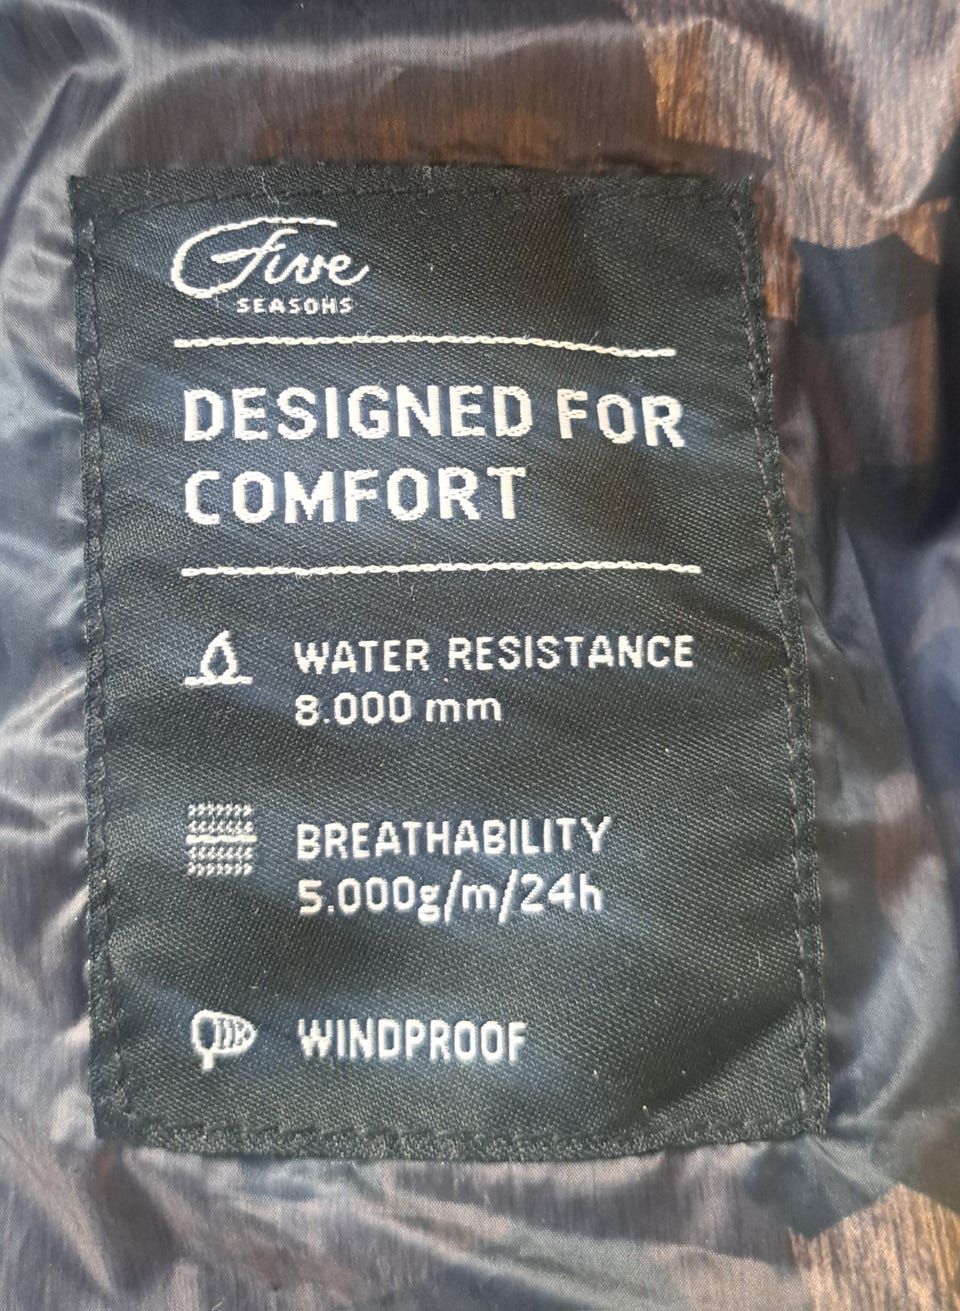 Five
SEASONS
DESIGNED FOR
COMFORT
WATER RESISTANCE
8.000 mm
BREATHABILITY
5.000g/m/24h
WINDPROOF